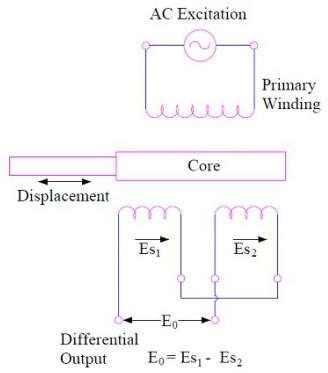 AC Excitation
Primary
Winding
Core
Displacement
Es₁
Es₂
E₀
Differential
Output
E₀ = Es₁ - Es₂